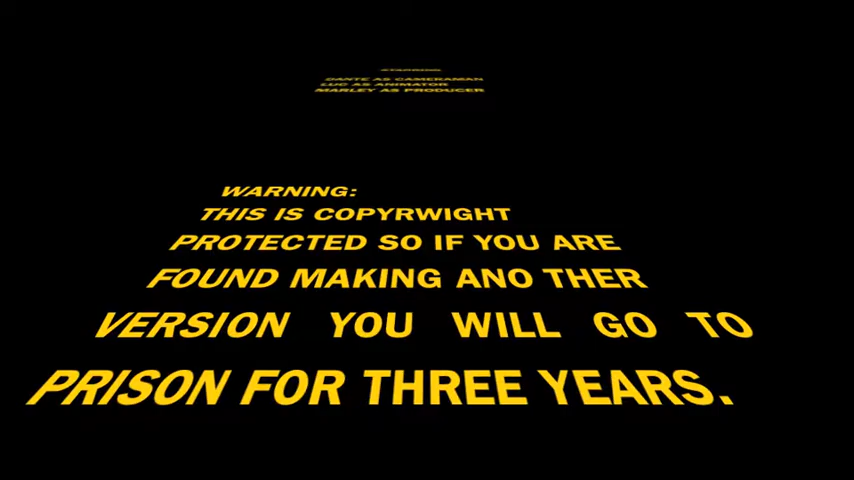 STARRING
DANTE AS CAMERAMAN
LUC AS ANIMATOR
MARLEY AS PRODUCER
WARNING:
THIS IS COPYRWIGHT
PROTECTED SO IF YOU ARE
FOUND MAKING ANO THER
VERSION YOU WILL GO TO
PRISON FOR THREE YEARS.